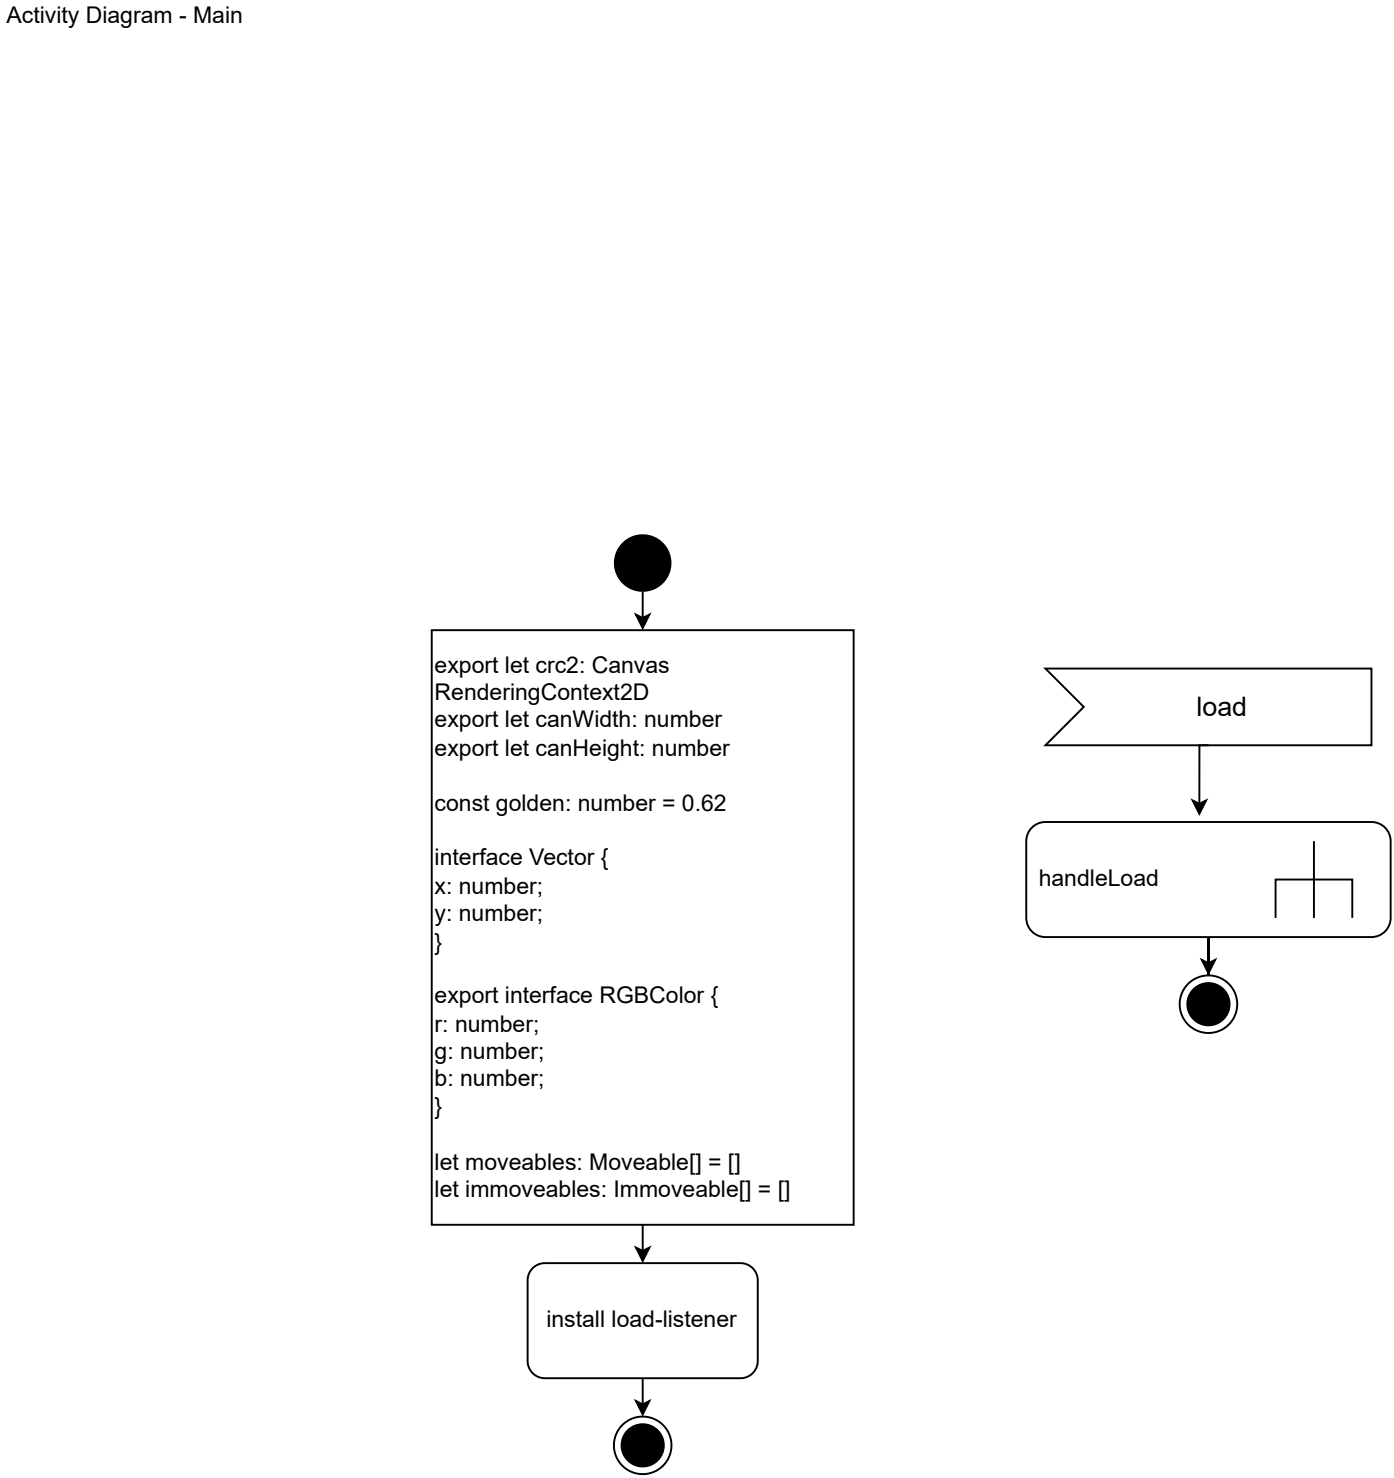 Activity Diagram - Main
export let crc2: Canvas
RenderingContext2D
export let canWidth: number
export let canHeight: number
const golden: number = 0.62
interface Vector {
x: number;
y: number;
}
export interface RGBColor {
r: number;
g: number;
b: number;
}
let moveables: Moveable[] = []
let immoveables: Immoveable[] = []
install load-listener
load
handleLoad